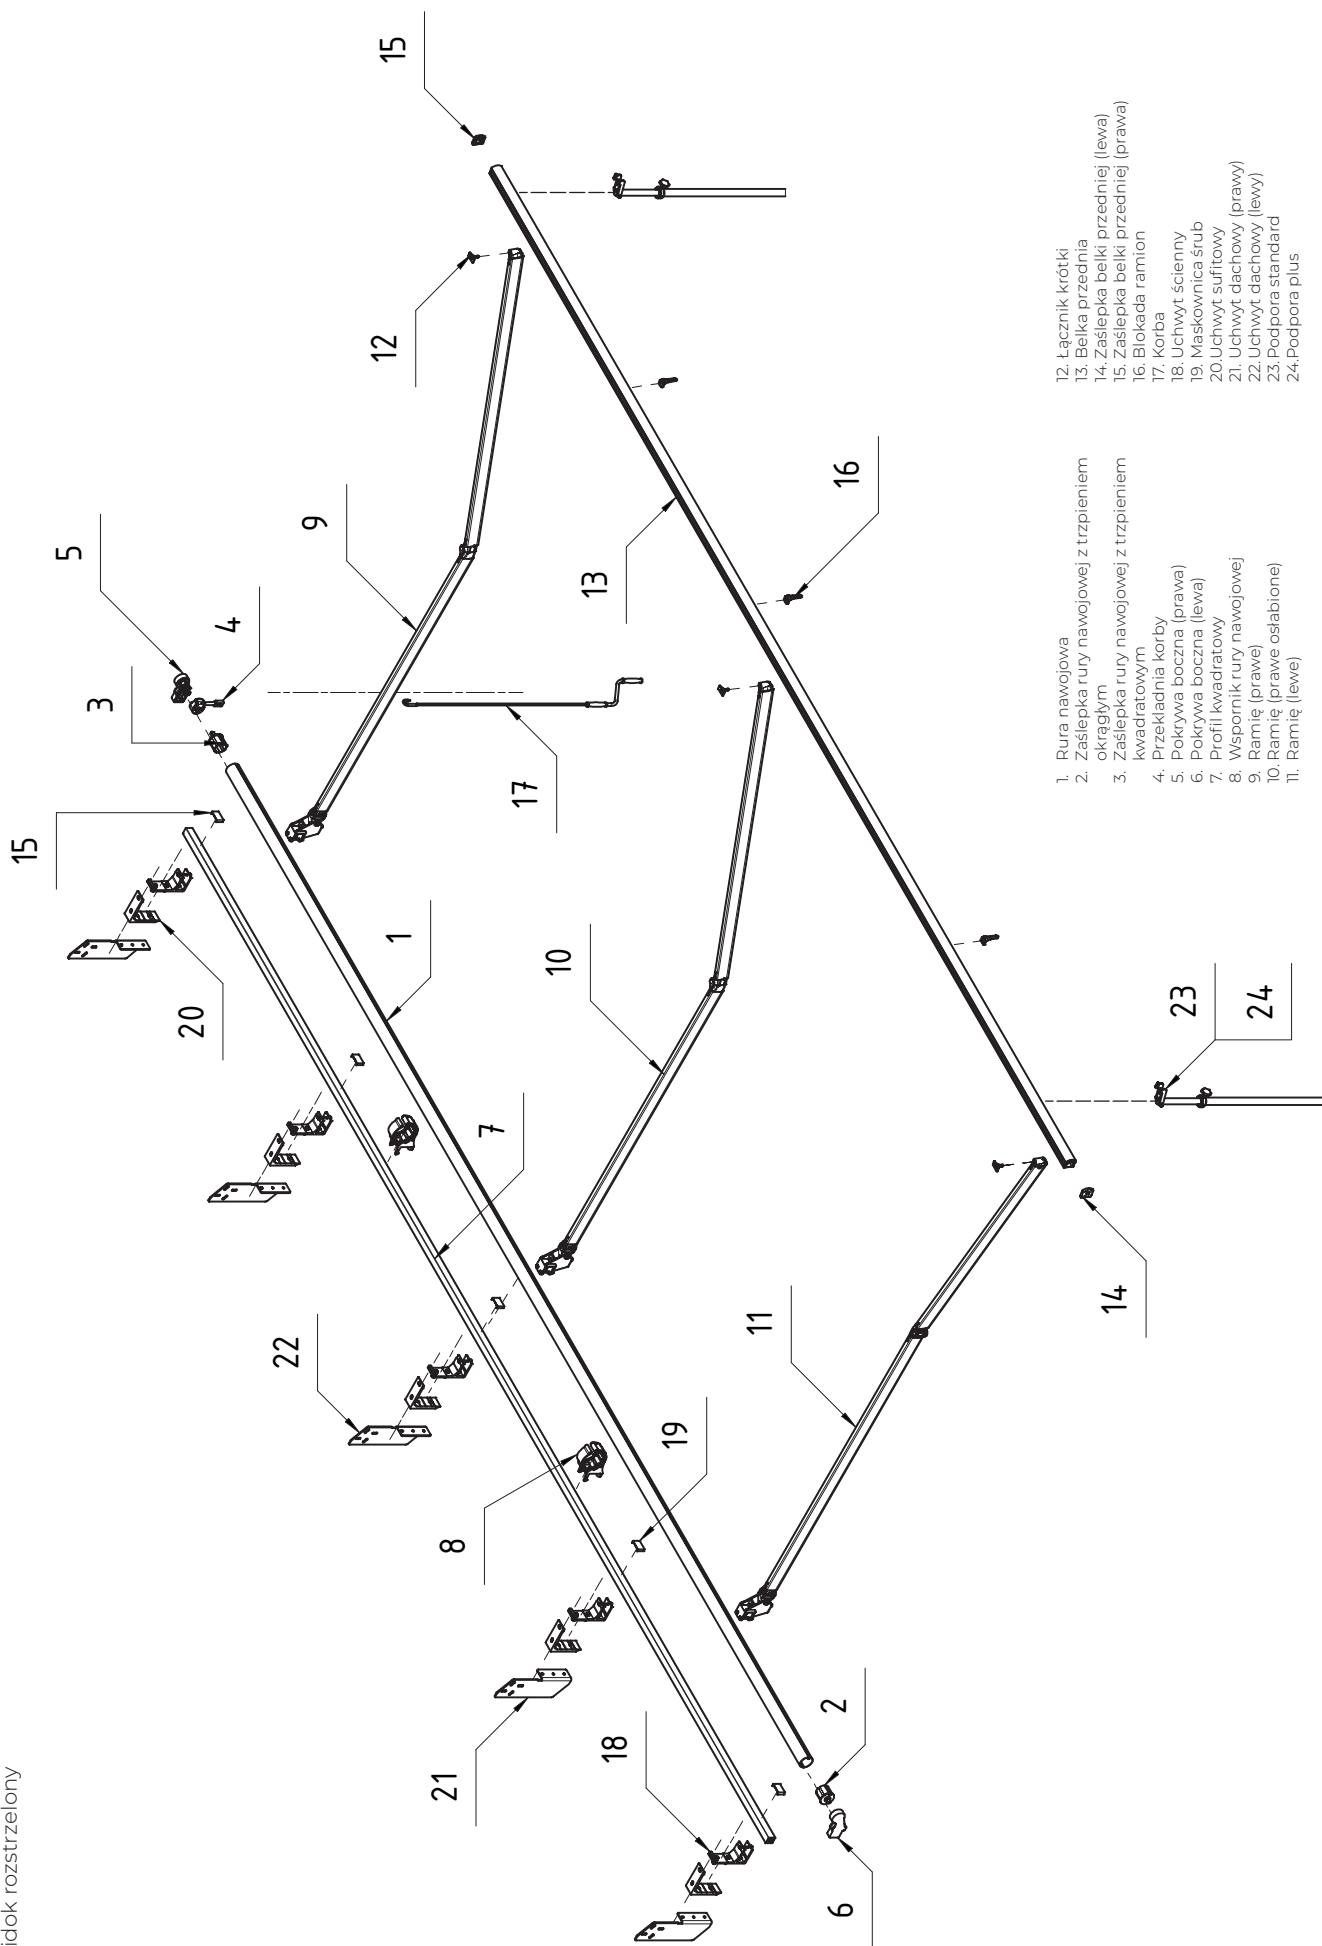 idok rozstrzelony
15
5
4
3
12
9
15
17
13
16
20
1
10
7
22
8
19
11
23
24
14
21
18
2
6
1. Rura nawojowa
2. Zaślepka rury nawojowej z trzpieniem
okrągłym
3. Zaślepka rury nawojowej z trzpieniem
kwadratowym
4. Przekładnia korby
5. Pokrywa boczna (prawa)
6. Pokrywa boczna (lewa)
7. Profil kwadratowy
8. Wspornik rury nawojowej
9. Ramię (prawe)
10. Ramię (prawe osłabione)
11. Ramię (lewe)
12. Łącznik krótki
13. Belka przednia
14. Zaślepka belki przedniej (lewa)
15. Zaślepka belki przedniej (prawa)
16. Blokada ramion
17. Korba
18. Uchwyt ścienny
19. Maskownica śrub
20. Uchwyt sufitowy
21. Uchwyt dachowy (prawy)
22. Uchwyt dachowy (lewy)
23. Podpora standard
24. Podpora plus